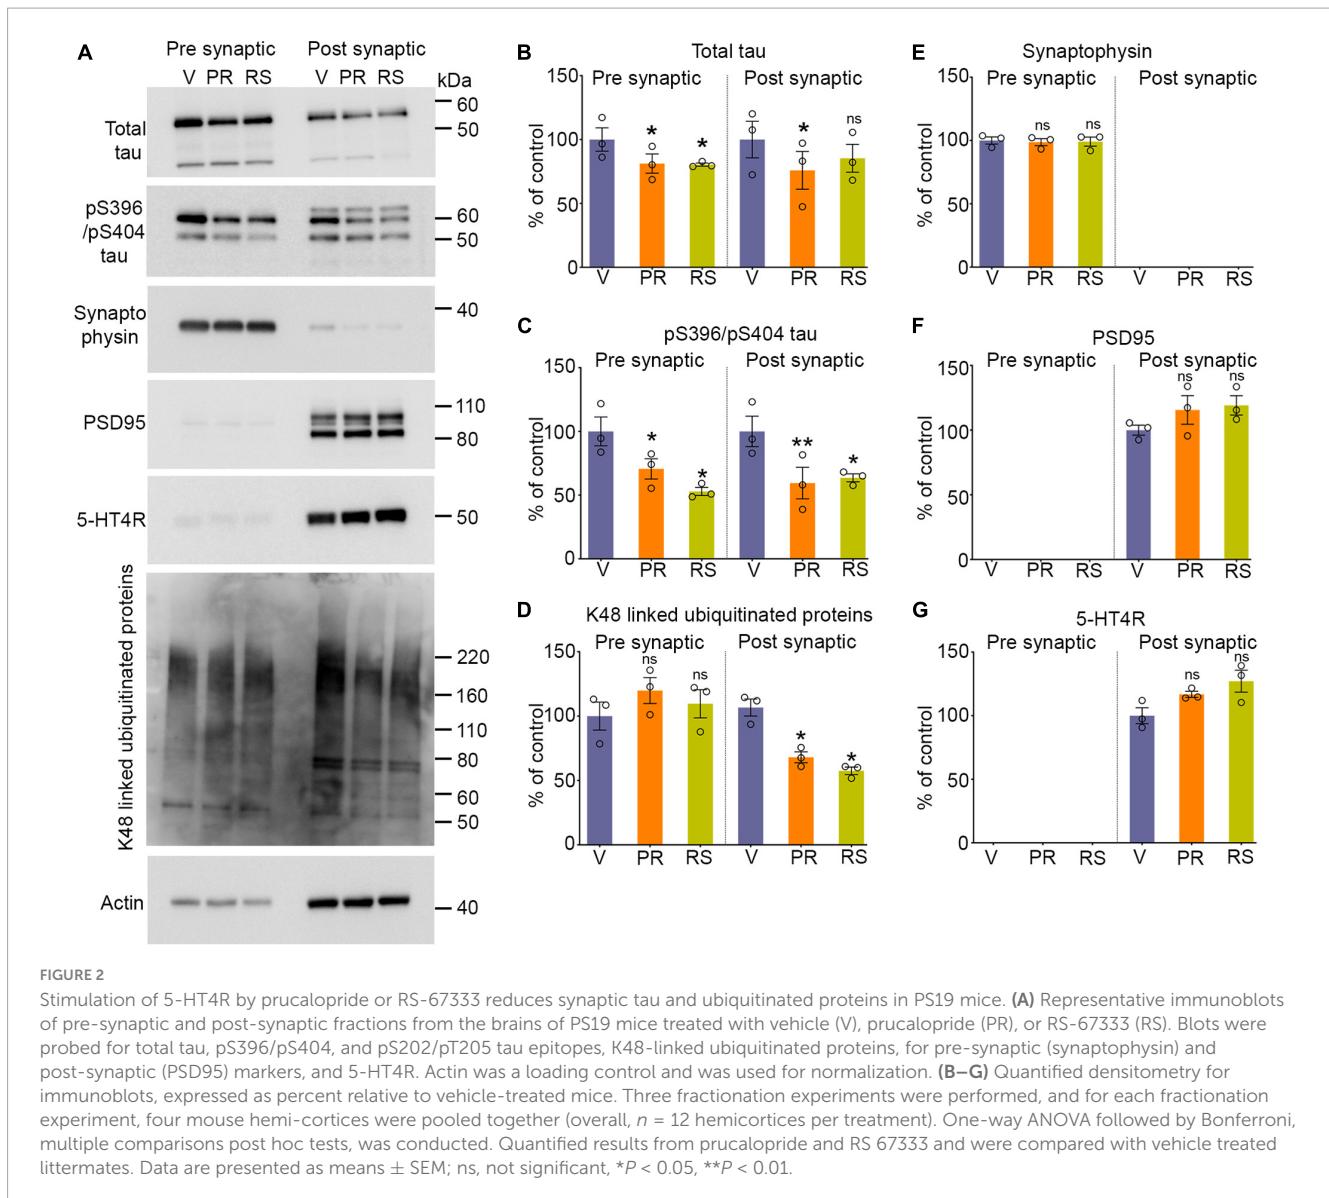 A
Pre synaptic
Post synaptic
V PR RS
V PR RS
kDa
Total
tau
60
50
pS396
/pS404
tau
60
50
Synapto
physin
40
PSD95
110
80
5-HT4R
50
K48 linked ubiquitinated proteins
220
160
110
80
60
50
Actin
40
B
Total tau
Pre synaptic
Post synaptic
% of control
150
100
50
0
* * * ns
V PR RS V PR RS
C
pS396/pS404 tau
Pre synaptic
Post synaptic
% of control
150
100
50
0
* * ** *
V PR RS V PR RS
D
K48 linked ubiquitinated proteins
Pre synaptic
Post synaptic
% of control
150
100
50
0
ns ns * *
V PR RS V PR RS
E
Synaptophysin
Pre synaptic
Post synaptic
% of control
150
100
50
0
ns ns
V PR RS V PR RS
F
PSD95
Pre synaptic
Post synaptic
% of control
150
100
50
0
ns ns
V PR RS V PR RS
G
5-HT4R
Pre synaptic
Post synaptic
% of control
150
100
50
0
ns ns
V PR RS V PR RS
FIGURE 2
Stimulation of 5-HT4R by prucalopride or RS-67333 reduces synaptic tau and ubiquitinated proteins in PS19 mice. (A) Representative immunoblots
of pre-synaptic and post-synaptic fractions from the brains of PS19 mice treated with vehicle (V), prucalopride (PR), or RS-67333 (RS). Blots were
probed for total tau, pS396/pS404, and pS202/pT205 tau epitopes, K48-linked ubiquitinated proteins, for pre-synaptic (synaptophysin) and
post-synaptic (PSD95) markers, and 5-HT4R. Actin was a loading control and was used for normalization. (B–G) Quantified densitometry for
immunoblots, expressed as percent relative to vehicle-treated mice. Three fractionation experiments were performed, and for each fractionation
experiment, four mouse hemi-cortices were pooled together (overall, n = 12 hemicortices per treatment). One-way ANOVA followed by Bonferroni,
multiple comparisons post hoc tests, was conducted. Quantified results from prucalopride and RS 67333 and were compared with vehicle treated
littermates. Data are presented as means ± SEM; ns, not significant, *P < 0.05, **P < 0.01.